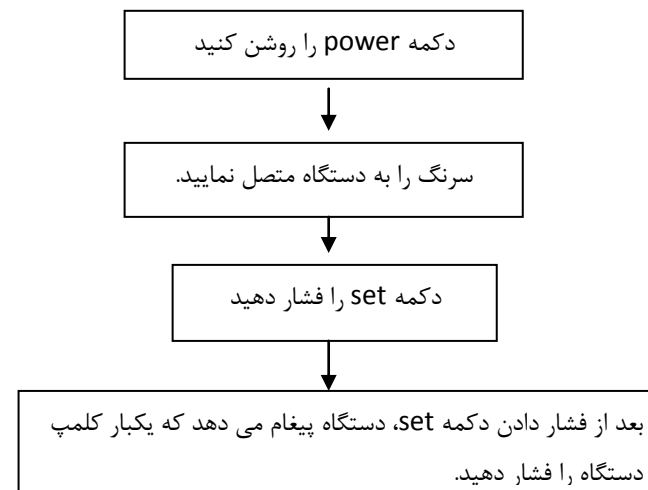 دکمه power را روشن کنید
سرنگ را به دستگاه متصل نمایید.
دکمه set را فشار دهید
بعد از فشار دادن دکمه set، دستگاه پیغام می دهد که یکبار کلمپ
دستگاه را فشار دهید.